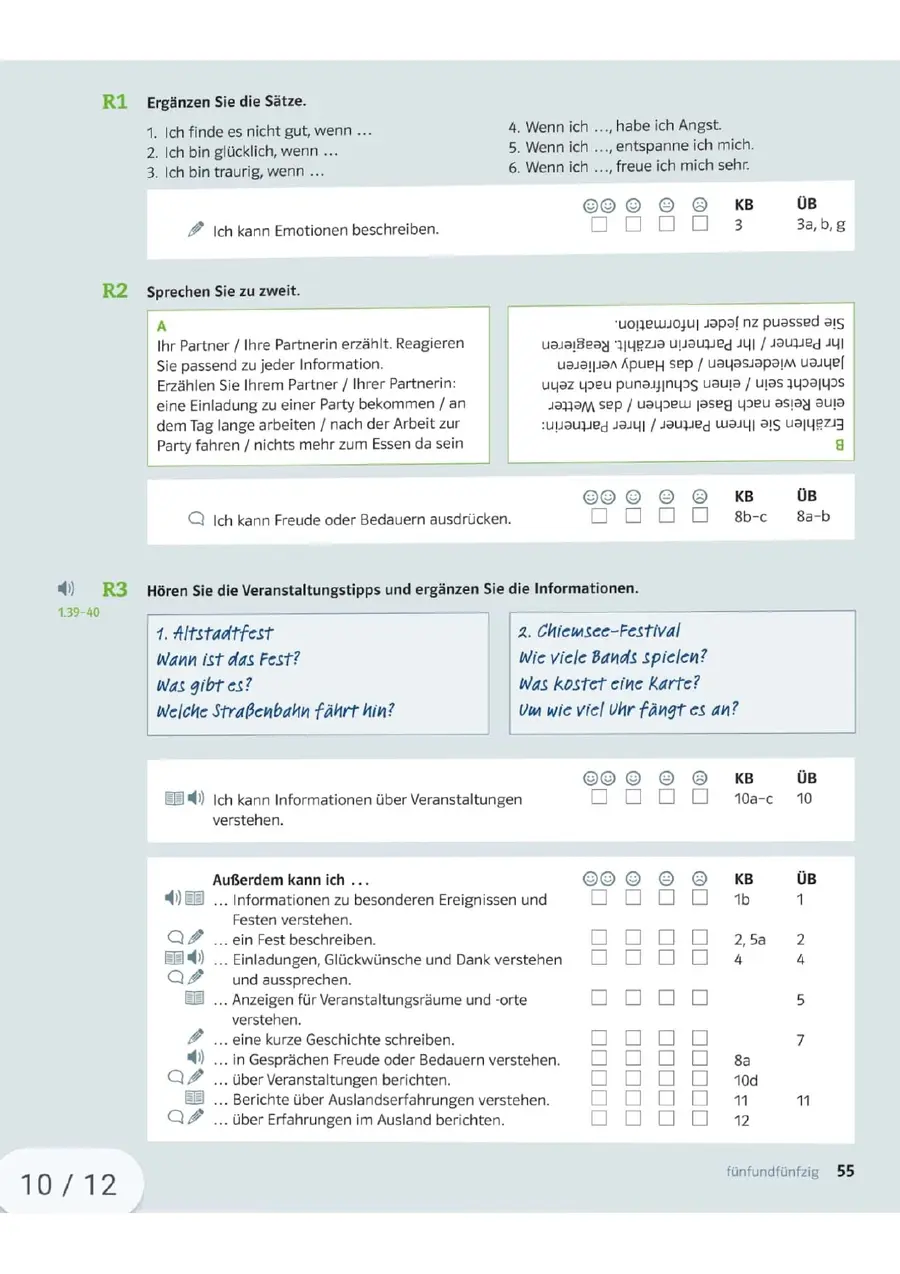 R1 Ergänzen Sie die Sätze.
1. Ich finde es nicht gut, wenn ...
2. Ich bin glücklich, wenn ...
3. Ich bin traurig, wenn ...
4. Wenn ich ..., habe ich Angst.
5. Wenn ich ..., entspanne ich mich.
6. Wenn ich ..., freue ich mich sehr.
KB ÜB
Ich kann Emotionen beschreiben. 3 3a, b, g
R2 Sprechen Sie zu zweit.
A
Ihr Partner / Ihre Partnerin erzählt. Reagieren
Sie passend zu jeder Information.
Erzählen Sie Ihrem Partner / Ihrer Partnerin:
eine Einladung zu einer Party bekommen / an
dem Tag lange arbeiten / nach der Arbeit zur
Party fahren / nichts mehr zum Essen da sein
B
Erzählen Sie Ihrem Partner / Ihrer Partnerin:
eine Reise nach Basel machen / das Wetter
schlecht sein / einen Schulfreund nach zehn
Jahren wiedersehen / das Handy verlieren
Ihr Partner / Ihr Partnerin erzählt. Reagieren
Sie passend zu jeder Information.
KB ÜB
Ich kann Freude oder Bedauern ausdrücken. 8b–c 8a–b
R3 Hören Sie die Veranstaltungstipps und ergänzen Sie die Informationen.
1.39–40
1. Altstadtfest
Wann ist das Fest?
Was gibt es?
Welche Straßenbahn fährt hin?
2. Chiemsee-Festival
Wie viele Bands spielen?
Was kostet eine Karte?
Um wie viel Uhr fängt es an?
KB ÜB
Ich kann Informationen über Veranstaltungen 10a–c 10
verstehen.
Außerdem kann ich ... KB ÜB
... Informationen zu besonderen Ereignissen und 1b 1
Festen verstehen.
... ein Fest beschreiben. 2, 5a 2
... Einladungen, Glückwünsche und Dank verstehen 4 4
und aussprechen.
... Anzeigen für Veranstaltungsräume und -orte 5
verstehen.
... eine kurze Geschichte schreiben. 7
... in Gesprächen Freude oder Bedauern verstehen. 8a
... über Veranstaltungen berichten. 10d
... Berichte über Auslandserfahrungen verstehen. 11 11
... über Erfahrungen im Ausland berichten. 12
fünfundfünfzig 55
10 / 12